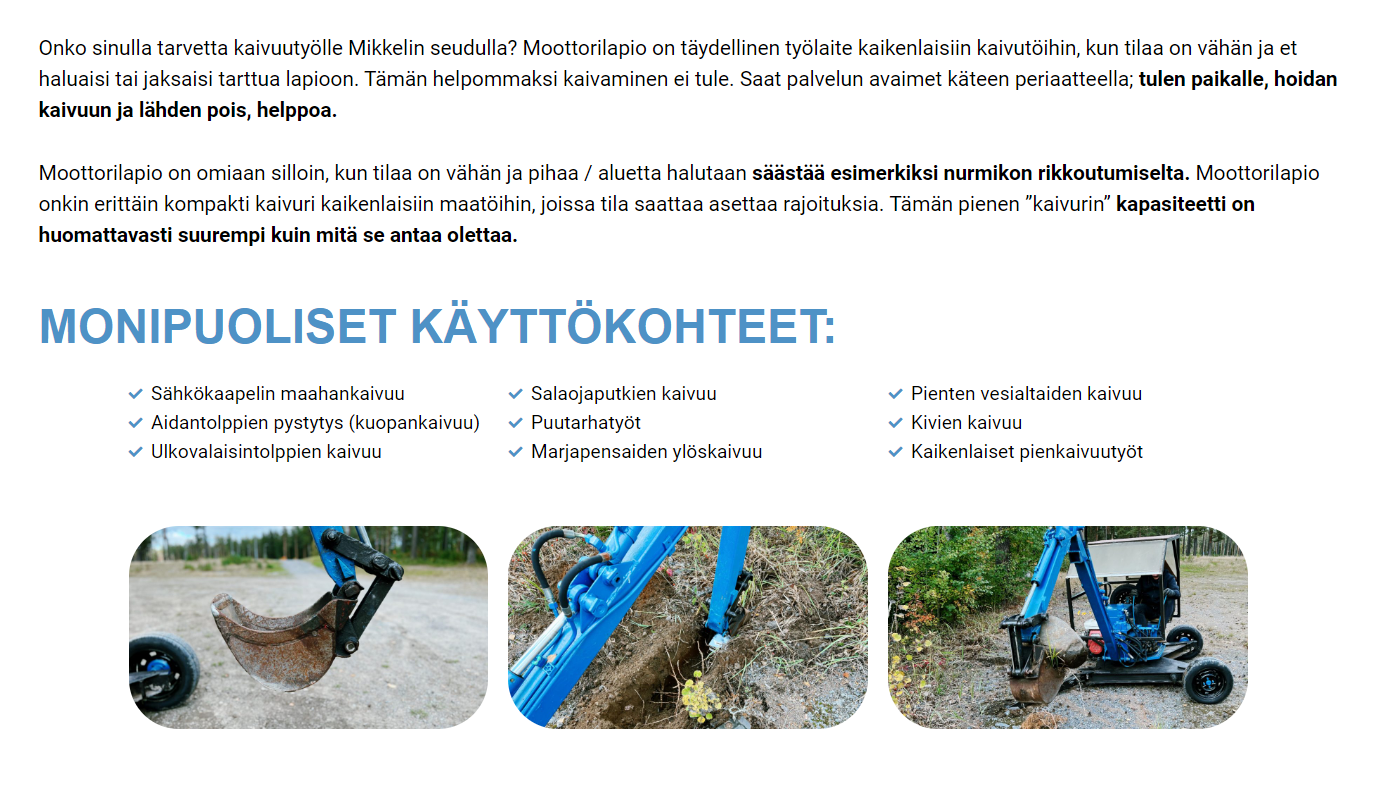 Onko sinulla tarvetta kaivuutyölle Mikkelin seudulla? Moottorilapio on täydellinen työlaite kaikenlaisiin kaivutöihin, kun tilaa on vähän ja et
haluaisi tai jaksaisi tarttua lapioon. Tämän helpommaksi kaivaminen ei tule. Saat palvelun avaimet käteen periaatteella; tulen paikalle, hoidan
kaivuun ja lähden pois, helppoa.
Moottorilapio on omiaan silloin, kun tilaa on vähän ja pihaa / aluetta halutaan säästää esimerkiksi nurmikon rikkoutumiselta. Moottorilapio
onkin erittäin kompakti kaivuri kaikenlaisiin maatöihin, joissa tila saattaa asettaa rajoituksia. Tämän pienen ”kaivurin” kapasiteetti on
huomattavasti suurempi kuin mitä se antaa olettaa.
MONIPUOLISET KÄYTTÖKOHTEET:
Sähkökaapelin maahankaivuu
Aidantolppien pystytys (kuopankaivuu)
Ulkovalaisintolppien kaivuu
Salaojaputkien kaivuu
Puutarhatyöt
Marjapensaiden ylöskaivuu
Pienten vesialtaiden kaivuu
Kivien kaivuu
Kaikenlaiset pienkaivuutyöt